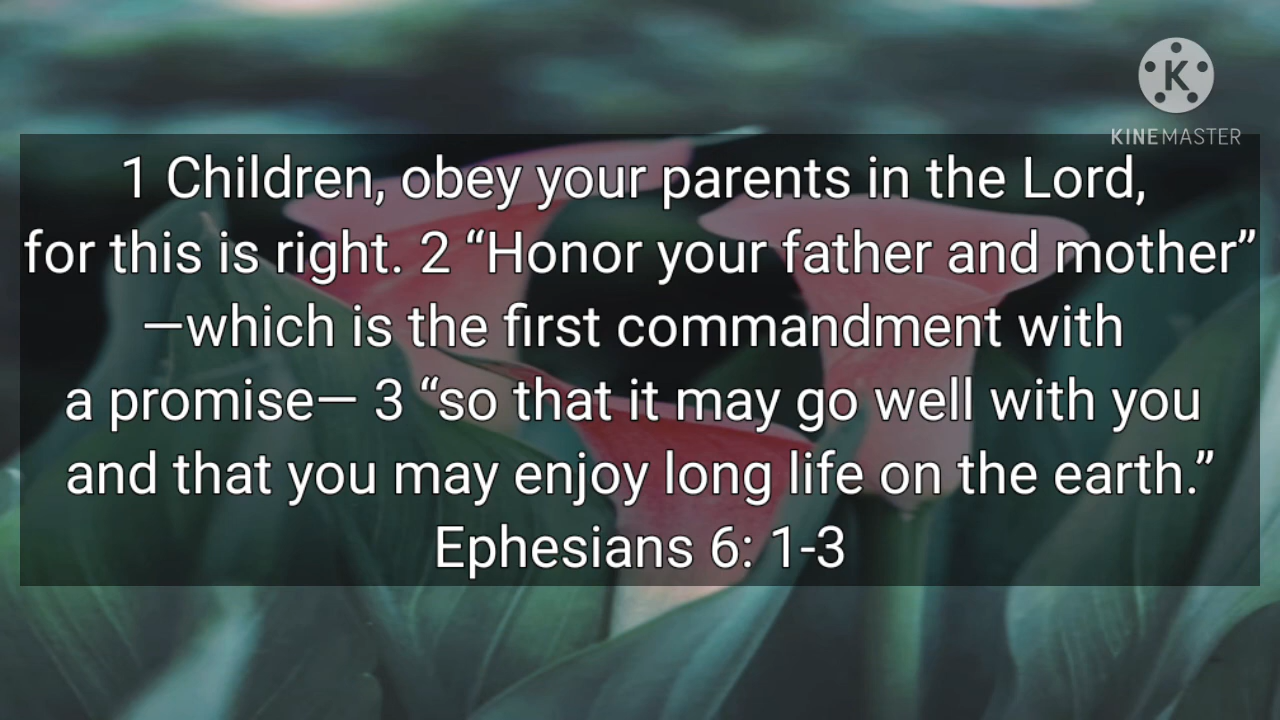 K
KINEMASTER
1 Children, obey your parents in the Lord,
for this is right. 2 “Honor your father and mother”
—which is the first commandment with
a promise— 3 “so that it may go well with you
and that you may enjoy long life on the earth.”
Ephesians 6: 1-3